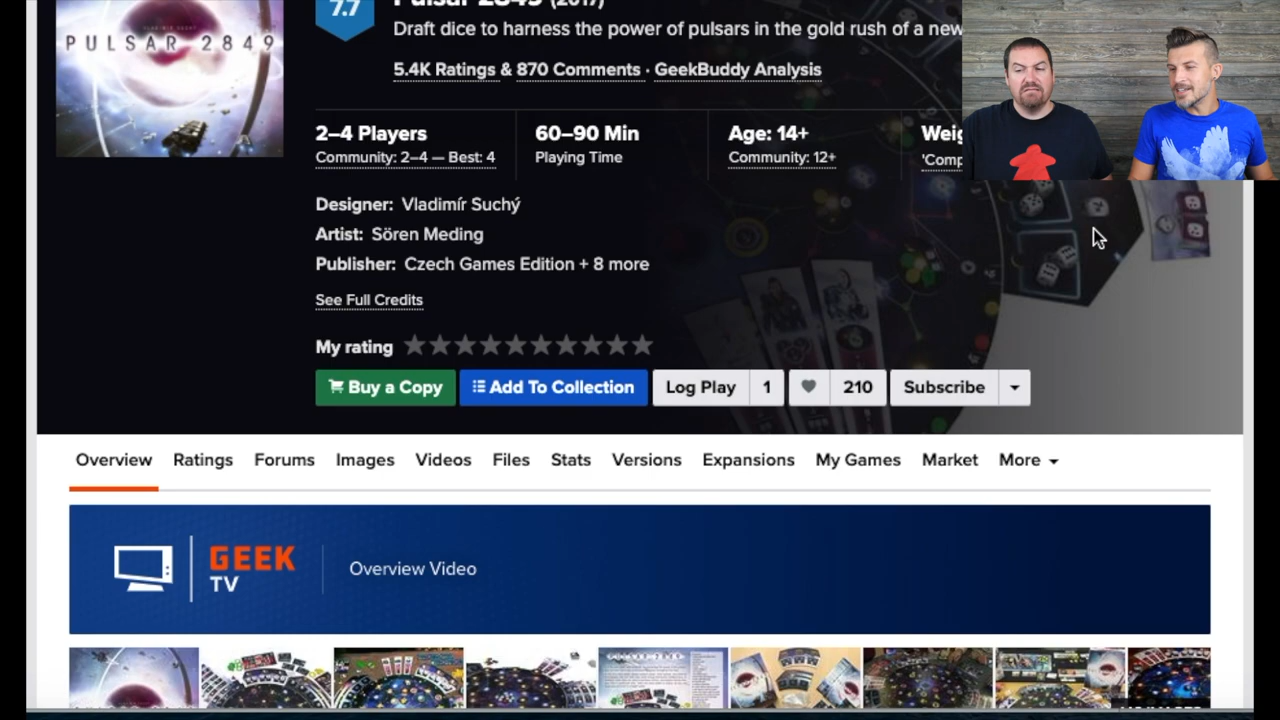 PULSAR 2849
7.7
Pulsar 2849 (2017)
Draft dice to harness the power of pulsars in the gold rush of a new
5.4K Ratings & 870 Comments · GeekBuddy Analysis
2–4 Players
60–90 Min
Age: 14+
Community: 2–4 — Best: 4
Playing Time
Community: 12+
Designer: Vladimír Suchý
Artist: Sören Meding
Publisher: Czech Games Edition + 8 more
See Full Credits
My rating
Buy a Copy
Add To Collection
Log Play
1
210
Subscribe
Overview
Ratings
Forums
Images
Videos
Files
Stats
Versions
Expansions
My Games
Market
More
GEEK
TV
Overview Video